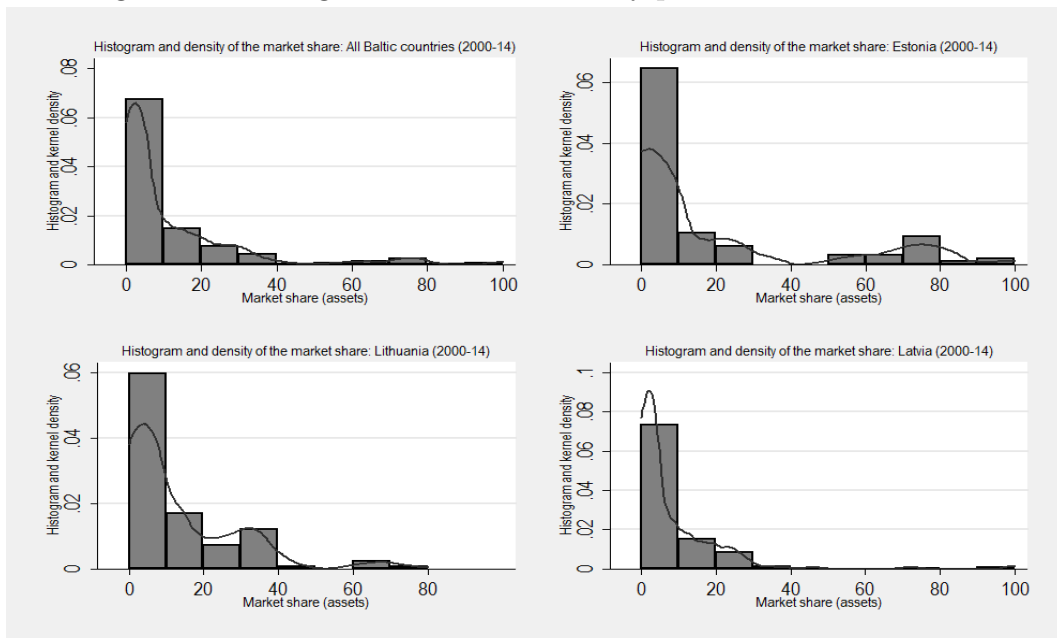 Histogram and density of the market share: All Baltic countries (2000-14)
Histogram and kernel density
.08
.06
.04
.02
0
0 20 40 60 80 100
Market share (assets)
Histogram and density of the market share: Estonia (2000-14)
Histogram and kernel density
.06
.04
.02
0
0 20 40 60 80 100
Market share (assets)
Histogram and density of the market share: Lithuania (2000-14)
Histogram and kernel density
.06
.04
.02
0
0 20 40 60 80
Market share (assets)
Histogram and density of the market share: Latvia (2000-14)
Histogram and kernel density
.1
.08
.06
.04
.02
0
0 20 40 60 80 100
Market share (assets)